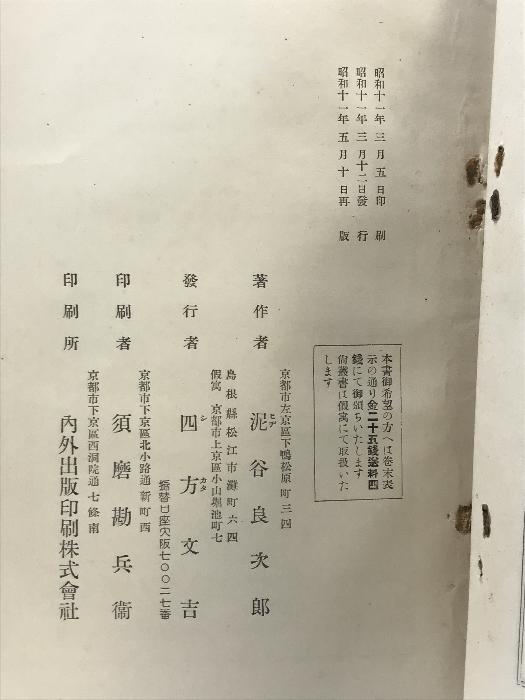 昭和十一年三月五日印刷
昭和十一年三月十二日發行
昭和十一年五月十日再版
本書御希望の方へは卷末表
示の通り金二十五錢送料四
錢にて御頒ちいたします
尙叢書は假寓にて取扱いた
します
京都市左京區下鴨松原町三四
著作者 泥谷良次郎
ヒヂ
島根縣松江市灘町六四
假寓 京都市上京區小山堀池町七
發行者 四方文吉
シ カタ
振替口座大阪七〇〇二七番
京都市下京區北小路通新町西
印刷者 須磨勘兵衞
京都市下京區西洞院通七條南
印刷所 內外出版印刷株式會社